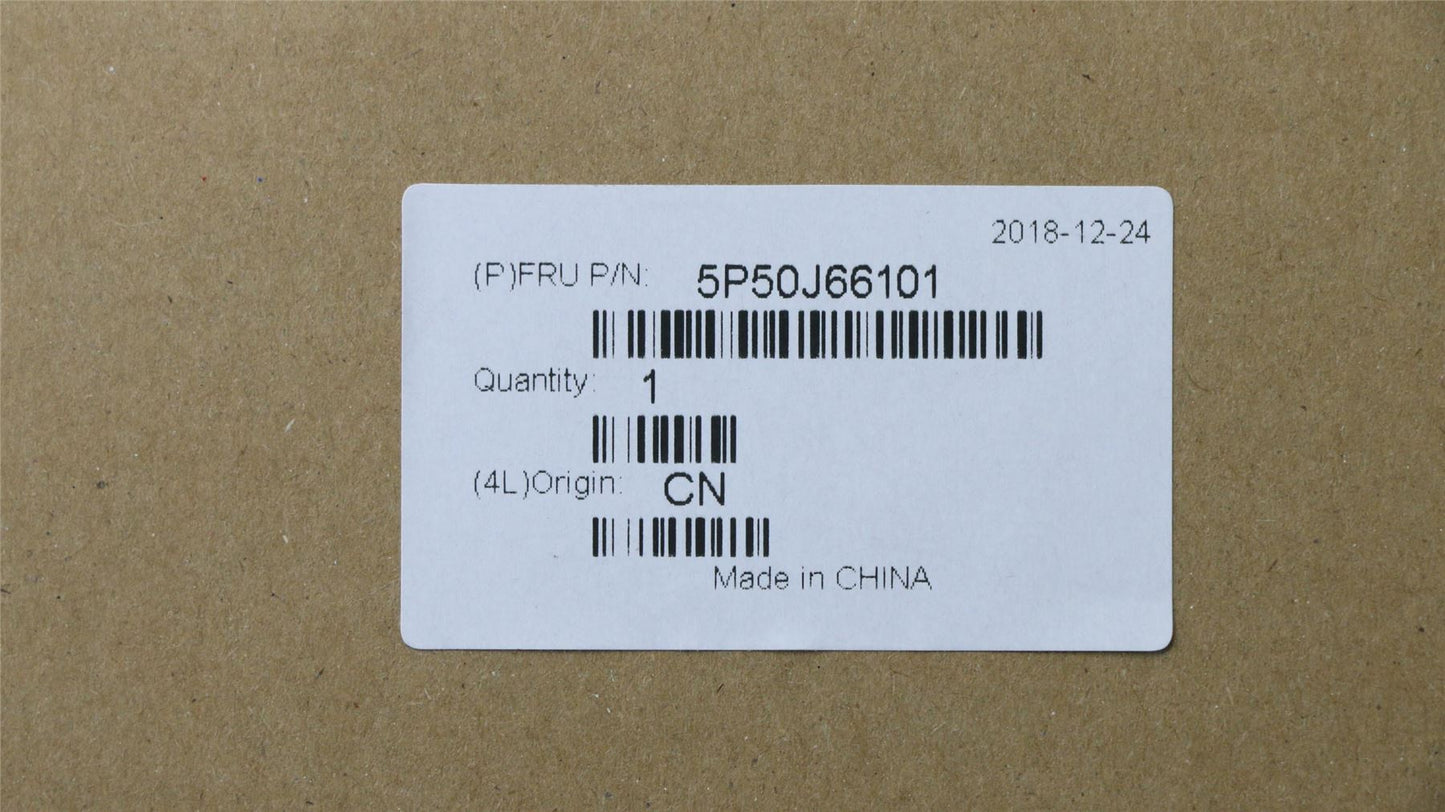 2018-12-24
(P)FRU P/N: 5P50J66101
Quantity: 1
(4L)Origin: CN
Made in CHINA